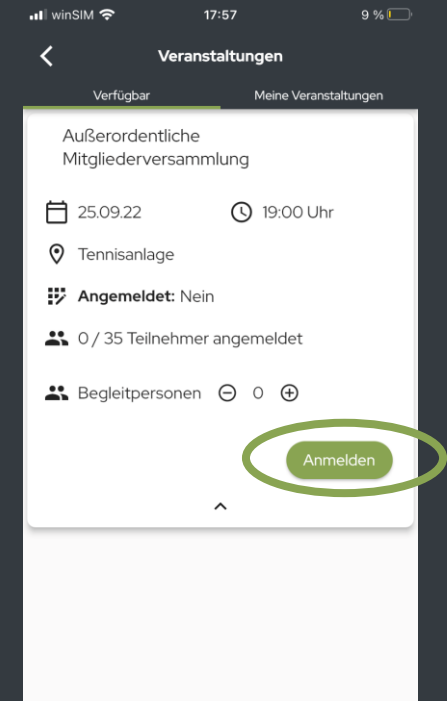 winSIM 17:57 9 %
Veranstaltungen
Verfügbar Meine Veranstaltungen
Außerordentliche
Mitgliederversammlung
25.09.22 19:00 Uhr
Tennisanlage
Angemeldet: Nein
0 / 35 Teilnehmer angemeldet
Begleitpersonen 0
Anmelden